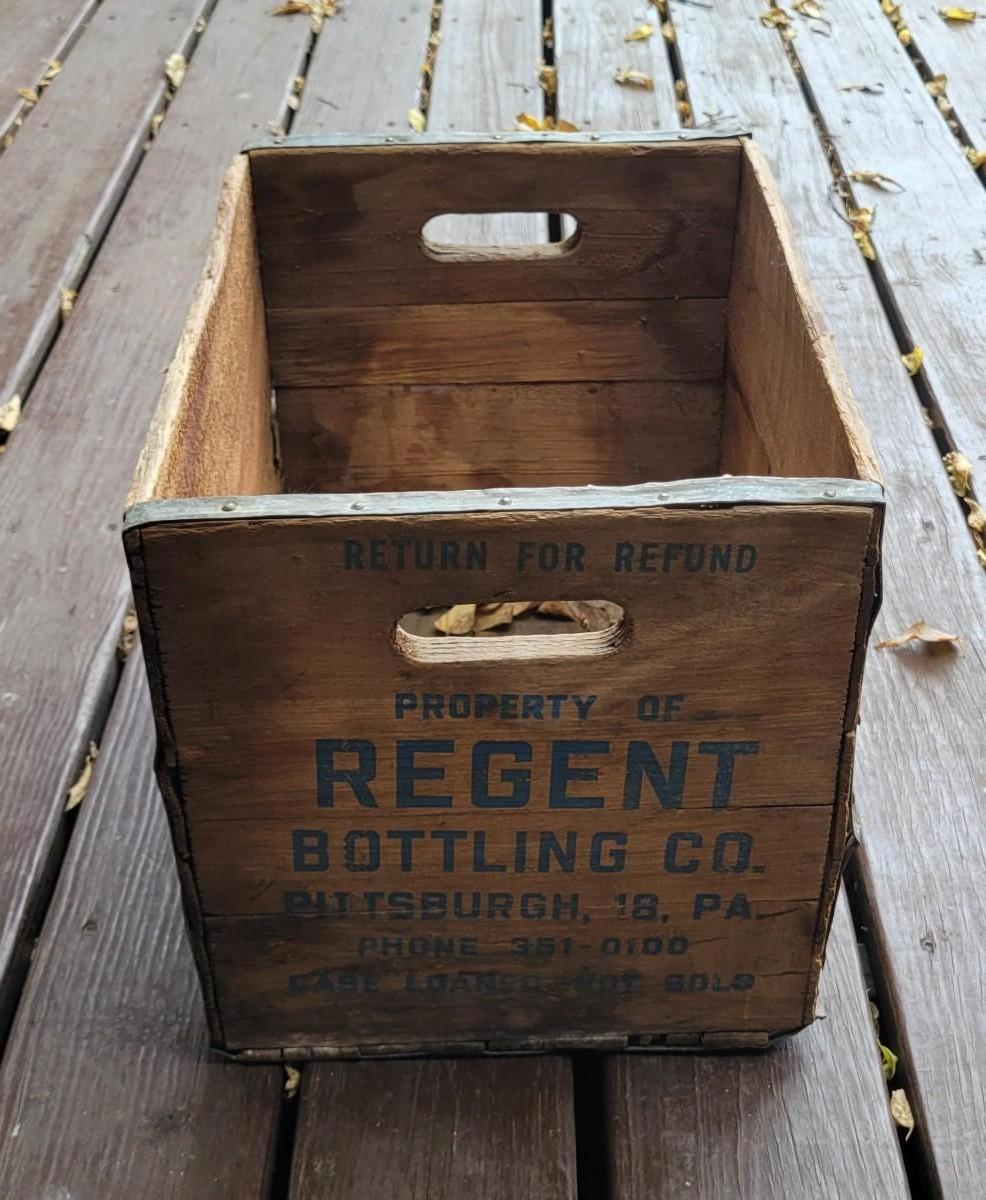 RETURN FOR REFUND
PROPERTY OF
REGENT
BOTTLING CO.
PITTSBURGH, 18, PA.
PHONE 351-0100
CASE LOANED NOT SOLD